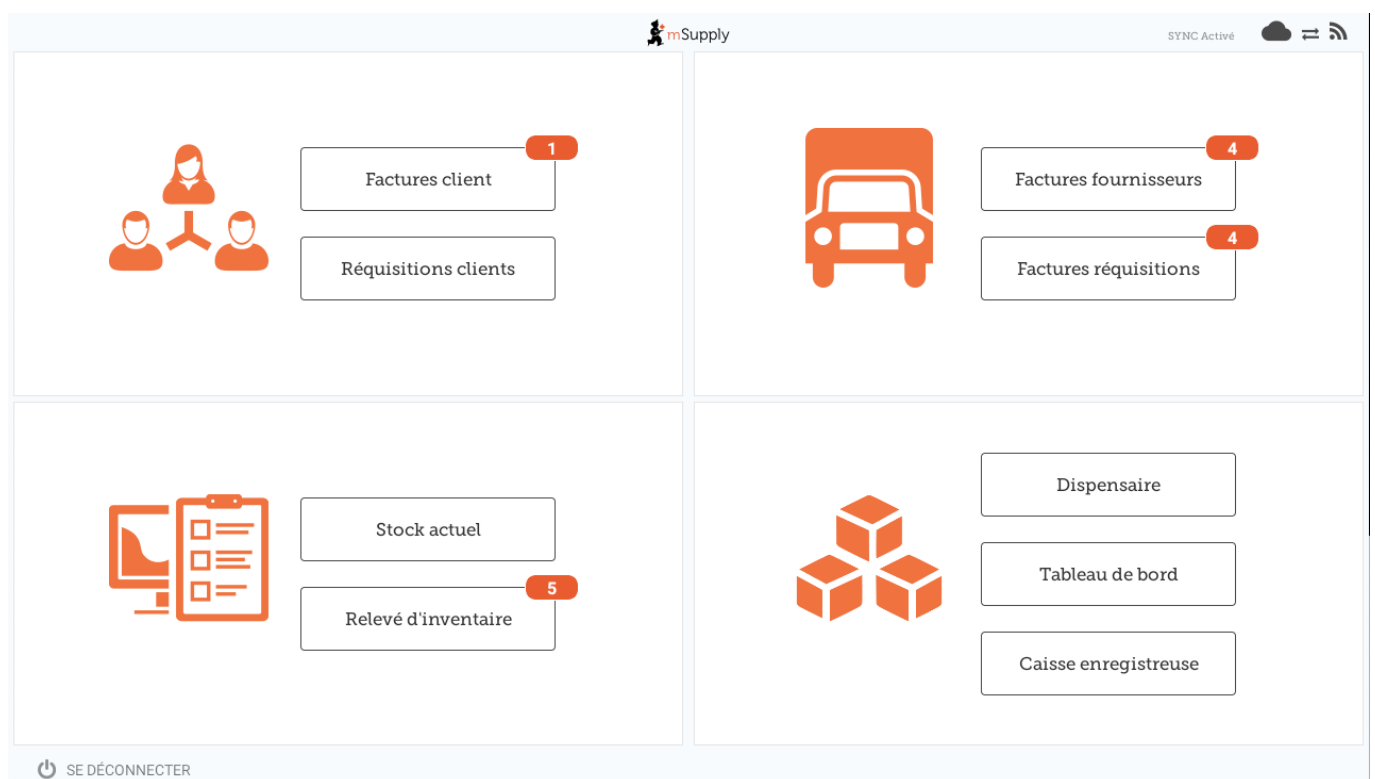 mSupply
SYNC Activé
1
Factures client
Réquisitions clients
4
Factures fournisseurs
4
Factures réquisitions
Stock actuel
5
Relevé d'inventaire
Dispensaire
Tableau de bord
Caisse enregistreuse
SE DÉCONNECTER